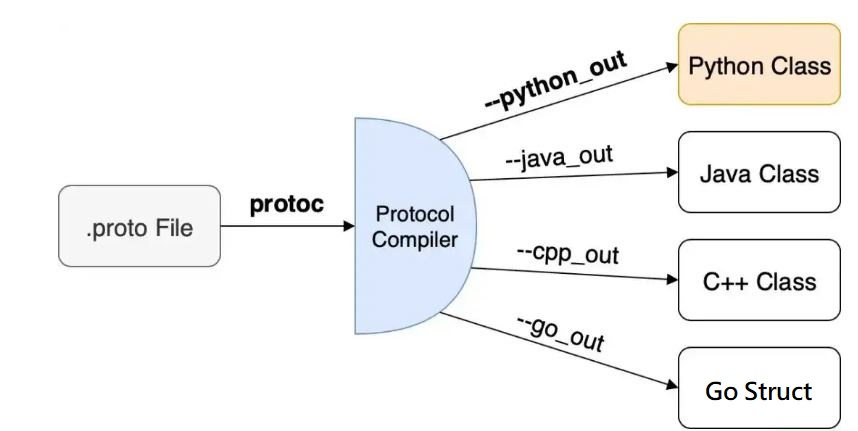 .proto File
protoc
Protocol
Compiler
--python_out
Python Class
--java_out
Java Class
--cpp_out
C++ Class
--go_out
Go Struct